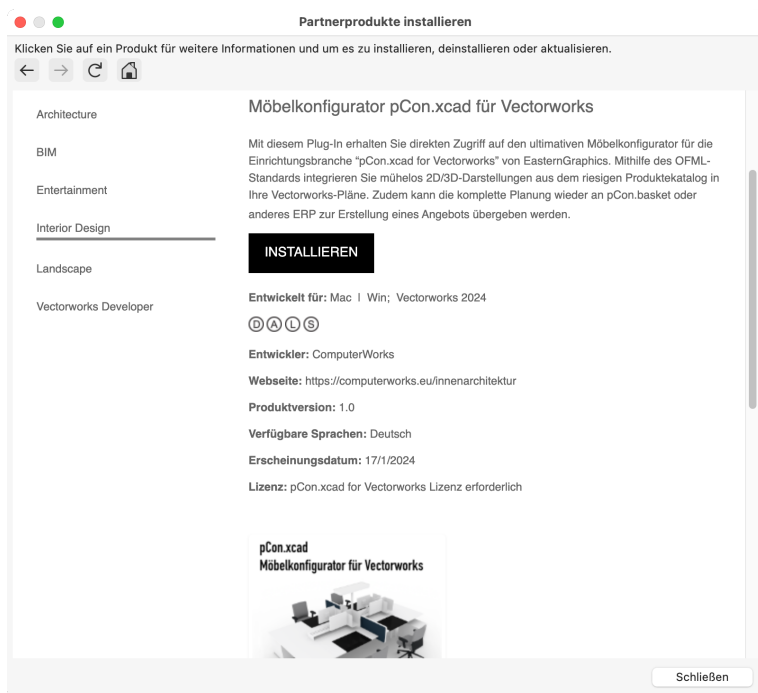 Partnerprodukte installieren
Klicken Sie auf ein Produkt für weitere Informationen und um es zu installieren, deinstallieren oder aktualisieren.
Architecture
BIM
Entertainment
Interior Design
Landscape
Vectorworks Developer
Möbelkonfigurator pCon.xcad für Vectorworks
Mit diesem Plug-In erhalten Sie direkten Zugriff auf den ultimativen Möbelkonfigurator für die
Einrichtungsbranche “pCon.xcad for Vectorworks” von EasternGraphics. Mithilfe des OFML-
Standards integrieren Sie mühelos 2D/3D-Darstellungen aus dem riesigen Produktekatalog in
Ihre Vectorworks-Pläne. Zudem kann die komplette Planung wieder an pCon.basket oder
anderes ERP zur Erstellung eines Angebots übergeben werden.
INSTALLIEREN
Entwickelt für: Mac | Win; Vectorworks 2024
D A L S
Entwickler: ComputerWorks
Webseite: https://computerworks.eu/innenarchitektur
Produktversion: 1.0
Verfügbare Sprachen: Deutsch
Erscheinungsdatum: 17/1/2024
Lizenz: pCon.xcad for Vectorworks Lizenz erforderlich
pCon.xcad
Möbelkonfigurator für Vectorworks
Schließen